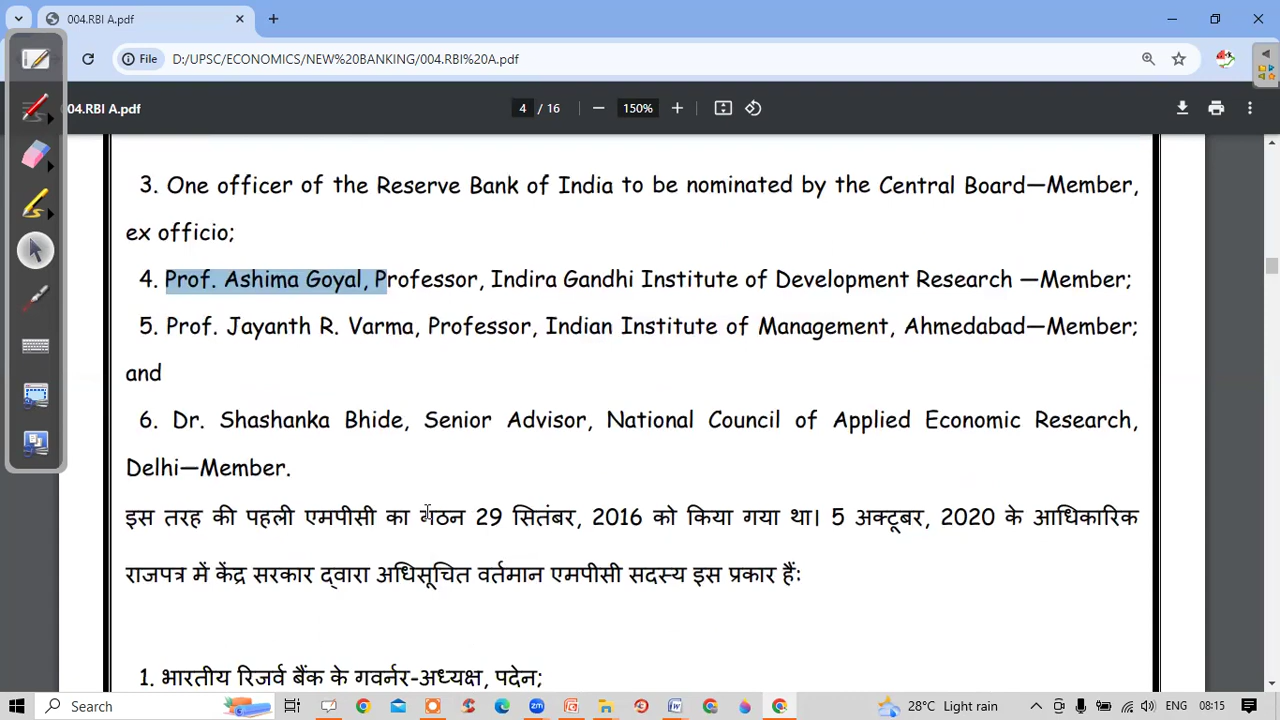 004.RBI A.pdf
File
D:/UPSC/ECONOMICS/NEW%20BANKING/004.RBI%20A.pdf
004.RBI A.pdf
4 / 16
150%
3. One officer of the Reserve Bank of India to be nominated by the Central Board—Member,
ex officio;
4. Prof. Ashima Goyal, Professor, Indira Gandhi Institute of Development Research —Member;
5. Prof. Jayanth R. Varma, Professor, Indian Institute of Management, Ahmedabad—Member;
and
6. Dr. Shashanka Bhide, Senior Advisor, National Council of Applied Economic Research,
Delhi—Member.
इस तरह की पहली एमपीसी का गठन 29 सितंबर, 2016 को किया गया था। 5 अक्टूबर, 2020 के आधिकारिक
राजपत्र में केंद्र सरकार द्वारा अधिसूचित वर्तमान एमपीसी सदस्य इस प्रकार हैं:
1. भारतीय रिजर्व बैंक के गवर्नर-अध्यक्ष, पदेन;
Search
28°C Light rain
ENG
08:15